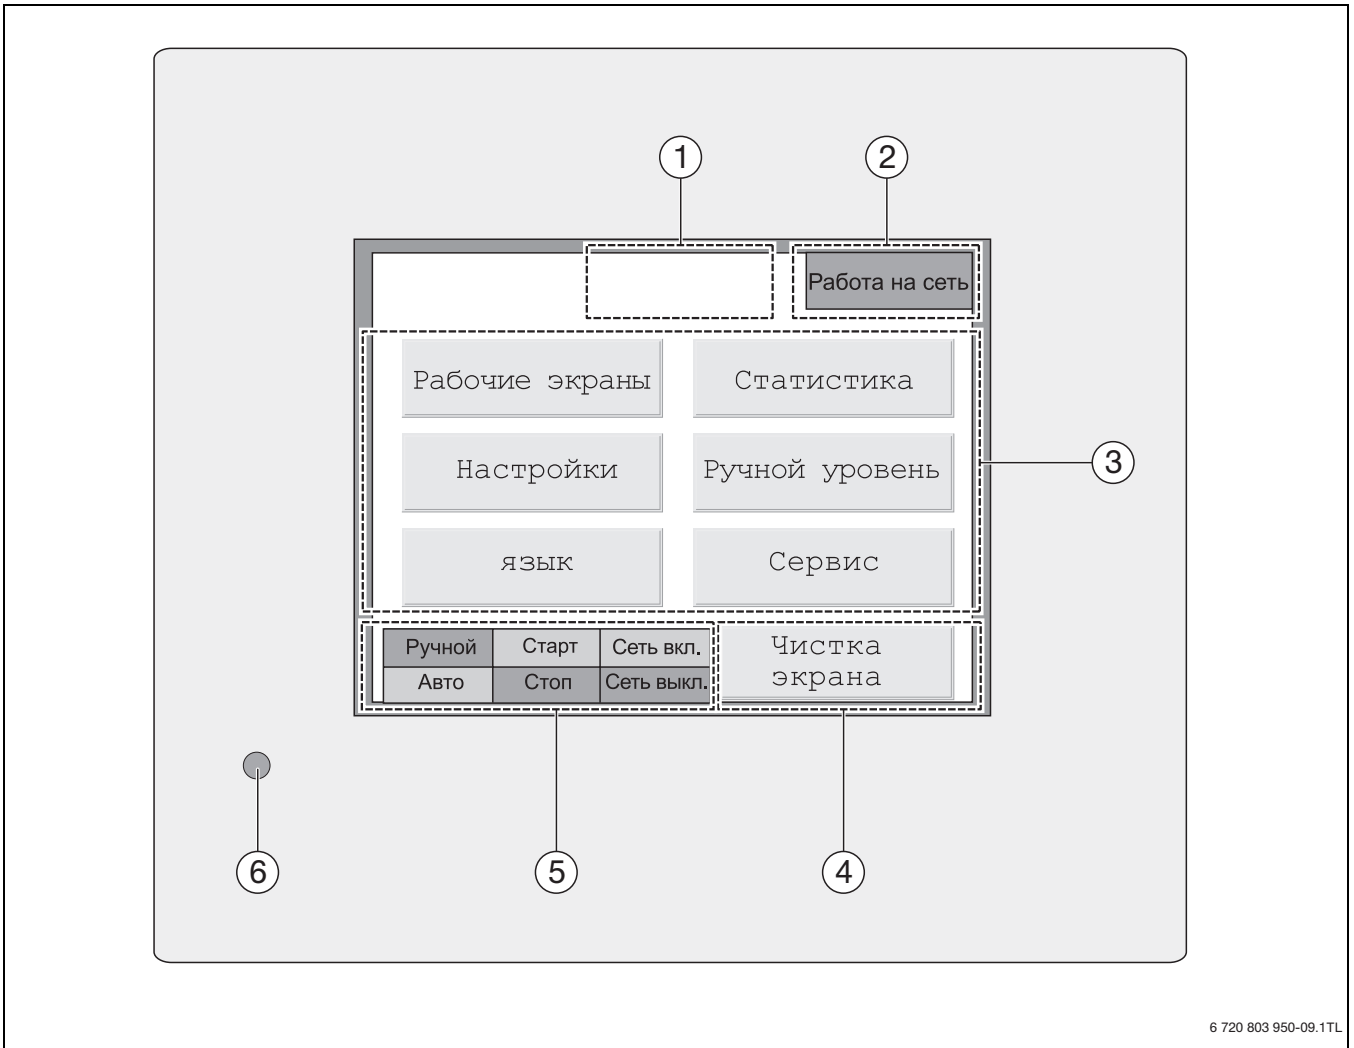 1
2
Работа на сеть
Рабочие экраны
Статистика
Настройки
Ручной уровень
3
язык
Сервис
Ручной
Старт
Сеть вкл.
Чистка
экрана
Авто
Стоп
Сеть выкл.
6
5
4
6 720 803 950-09.1TL